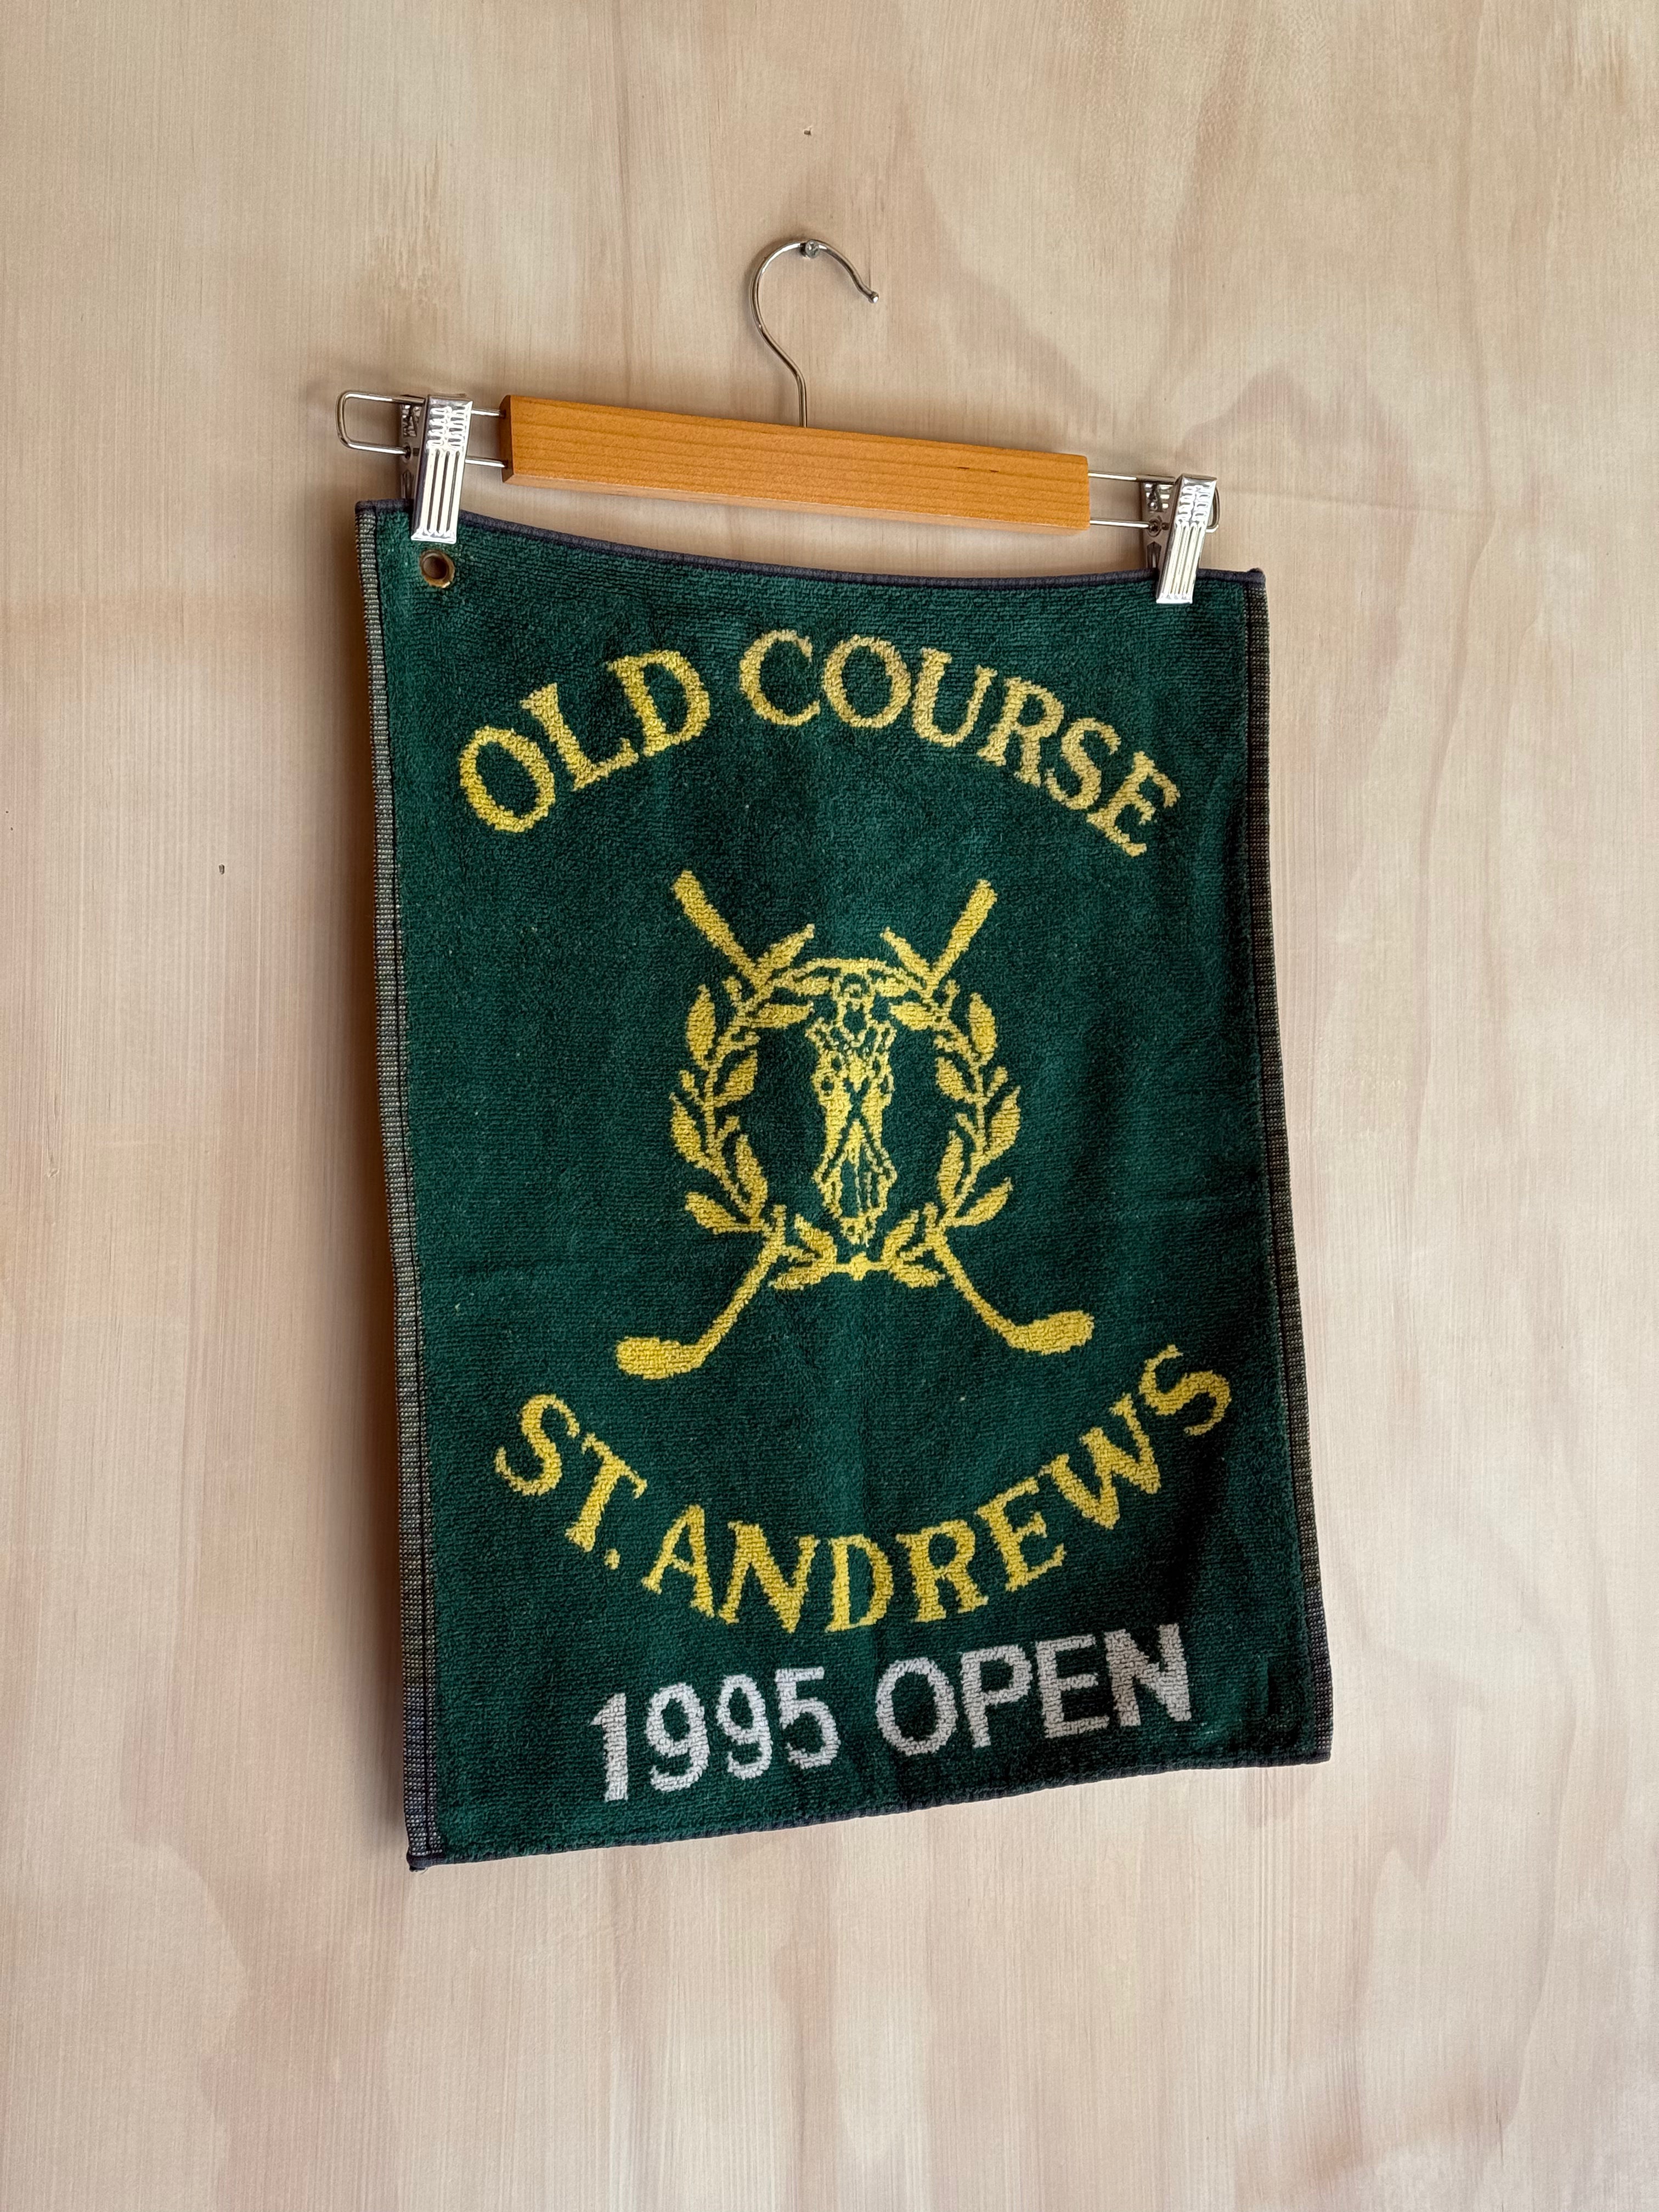 OLD COURSE
ST. ANDREWS
1995 OPEN